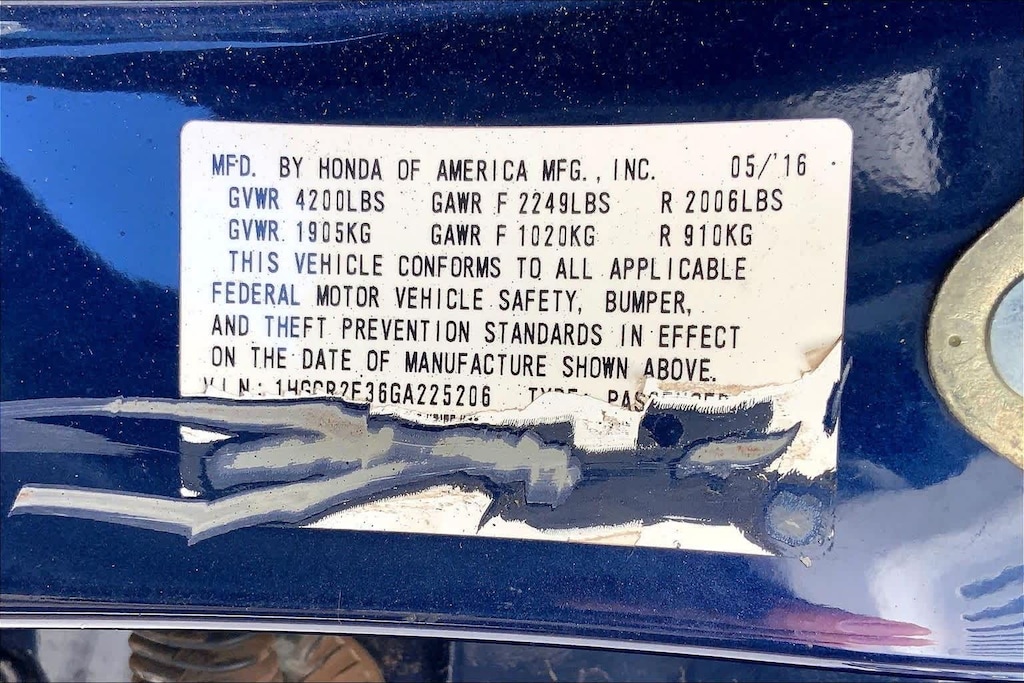 MFD. BY HONDA OF AMERICA MFG., INC. 05/'16
GVWR 4200LBS GAWR F 2249LBS R 2006LBS
GVWR 1905KG GAWR F 1020KG R 910KG
THIS VEHICLE CONFORMS TO ALL APPLICABLE
FEDERAL MOTOR VEHICLE SAFETY, BUMPER,
AND THEFT PREVENTION STANDARDS IN EFFECT
ON THE DATE OF MANUFACTURE SHOWN ABOVE.
V.I.N.: 1HGCR2F36GA225206 TYPE: PASSENGER